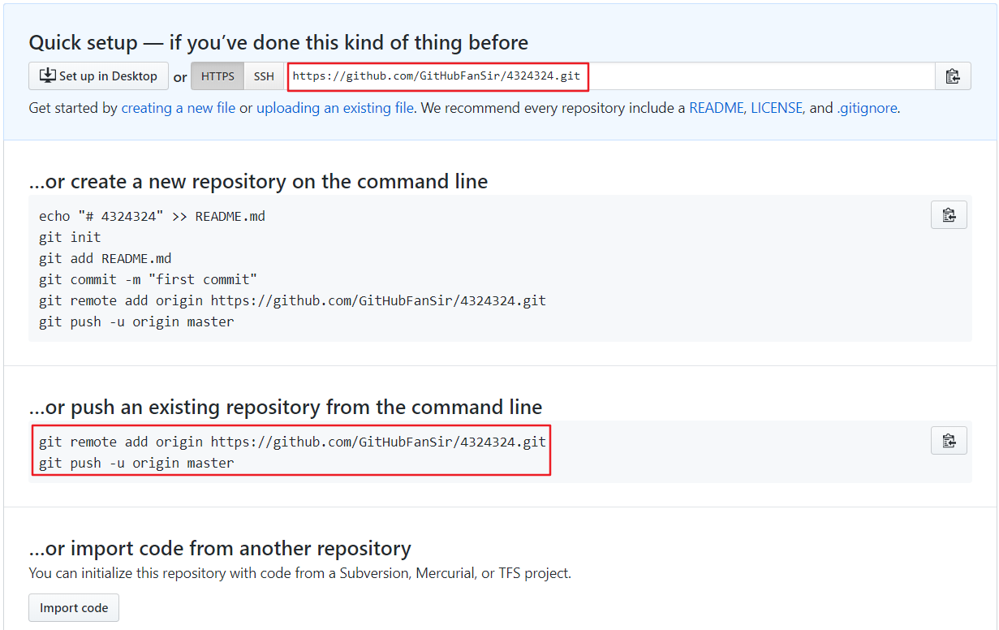 Quick setup — if you’ve done this kind of thing before
Set up in Desktop or HTTPS SSH https://github.com/GitHubFanSir/4324324.git
Get started by creating a new file or uploading an existing file. We recommend every repository include a README, LICENSE, and .gitignore.
…or create a new repository on the command line
echo "# 4324324" >> README.md
git init
git add README.md
git commit -m "first commit"
git remote add origin https://github.com/GitHubFanSir/4324324.git
git push -u origin master
…or push an existing repository from the command line
git remote add origin https://github.com/GitHubFanSir/4324324.git
git push -u origin master
…or import code from another repository
You can initialize this repository with code from a Subversion, Mercurial, or TFS project.
Import code